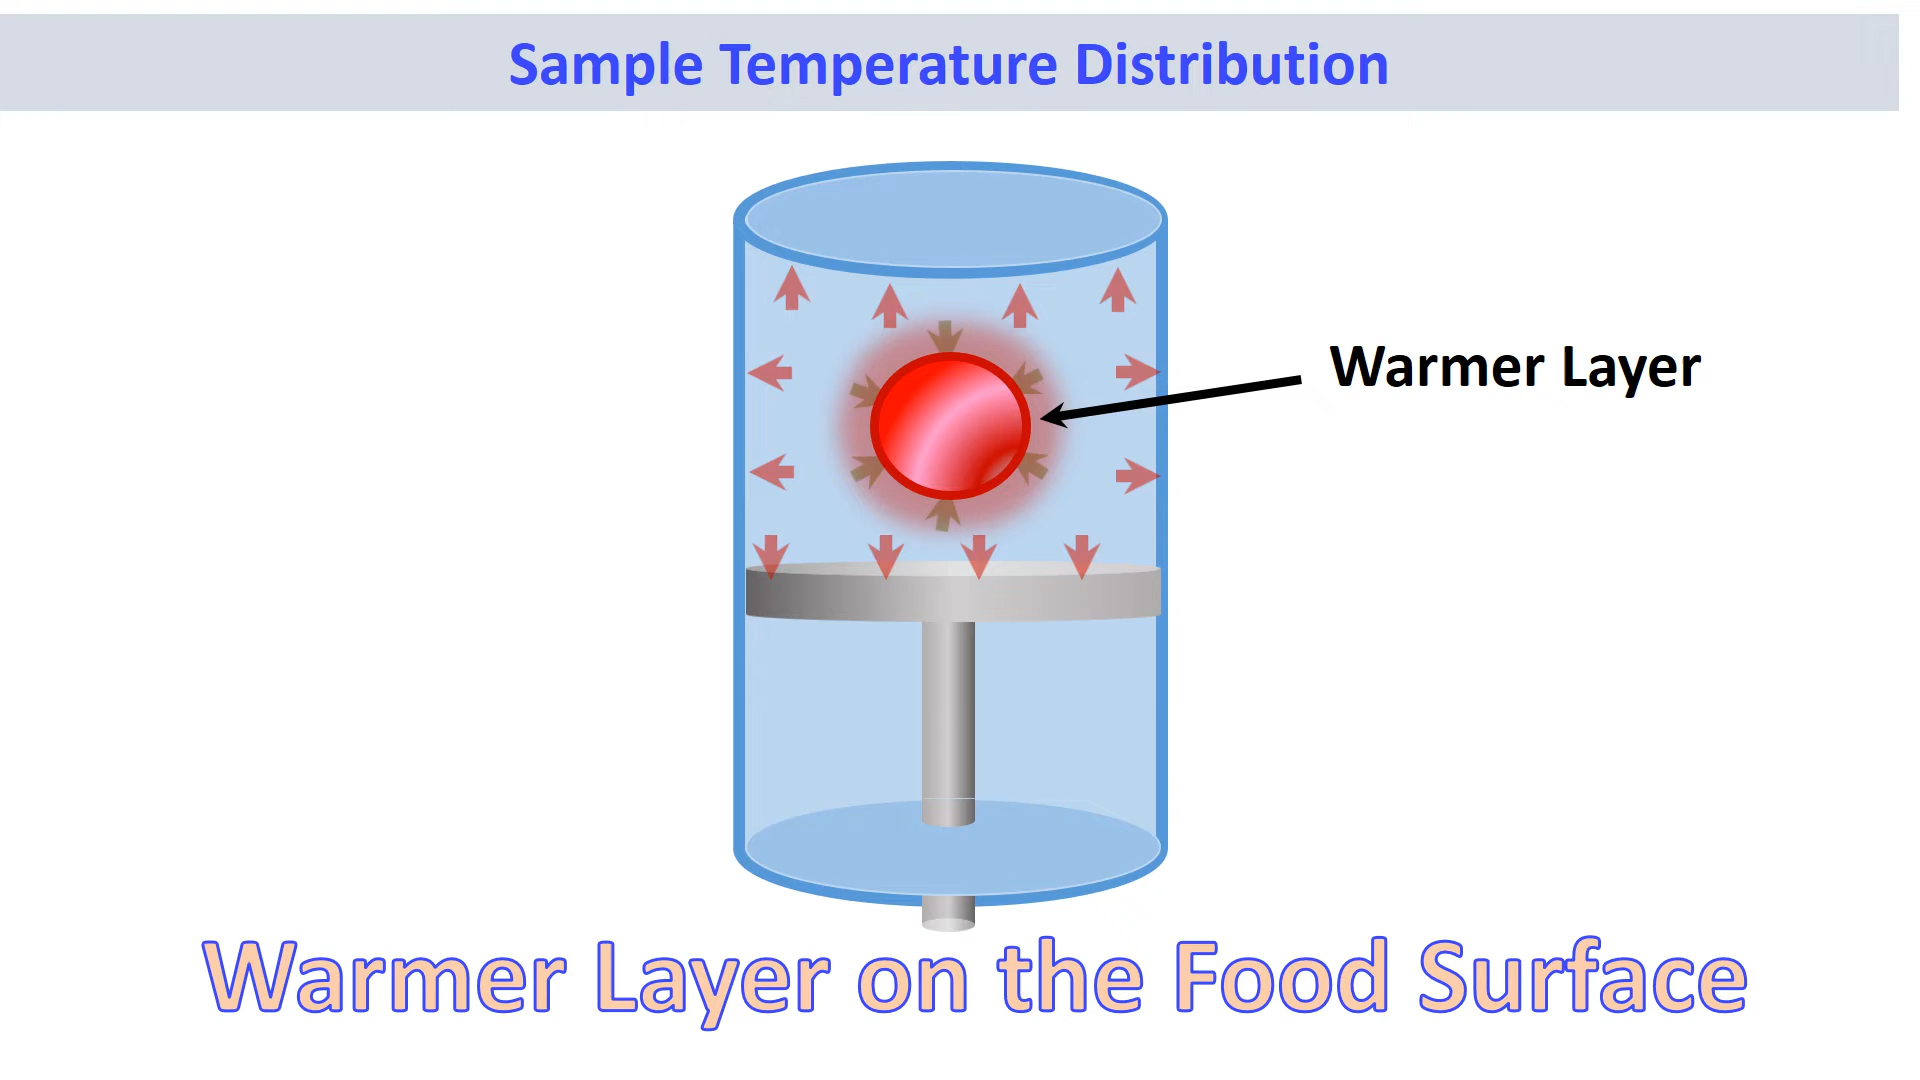 Sample Temperature Distribution
Warmer Layer
Warmer Layer on the Food Surface